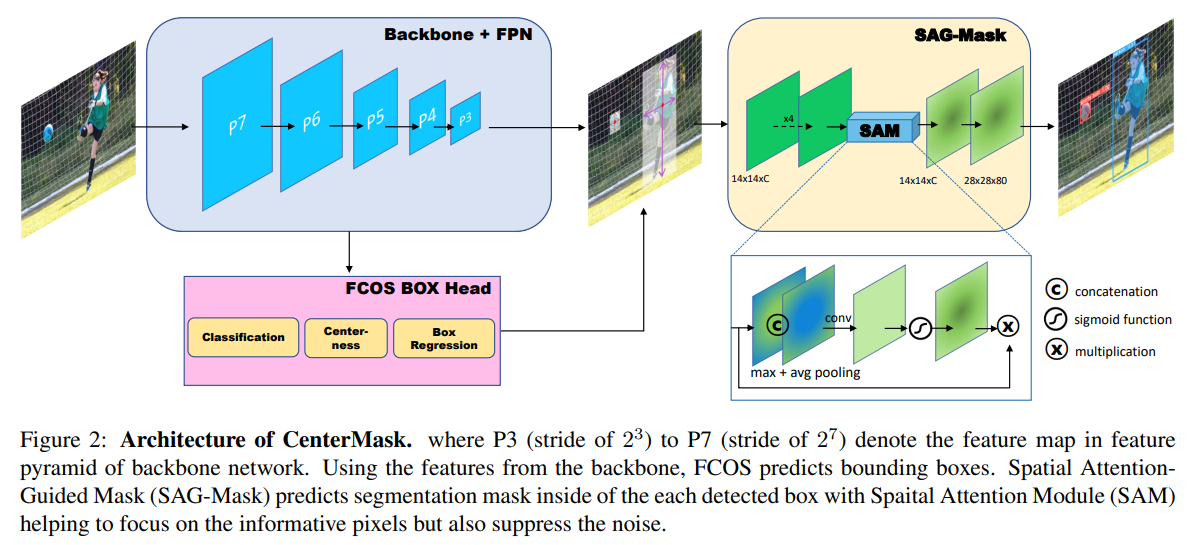 Backbone + FPN
P7
P6
P5
P4
P3
SAG-Mask
x4
SAM
14x14xC
14x14xC
28x28x80
FCOS BOX Head
Classification
Center-
ness
Box
Regression
C
conv
max + avg pooling
X
C concatenation
sigmoid function
X multiplication
Figure 2: Architecture of CenterMask. where P3 (stride of 2³) to P7 (stride of 2⁷) denote the feature map in feature
pyramid of backbone network. Using the features from the backbone, FCOS predicts bounding boxes. Spatial Attention-
Guided Mask (SAG-Mask) predicts segmentation mask inside of the each detected box with Spaital Attention Module (SAM)
helping to focus on the informative pixels but also suppress the noise.